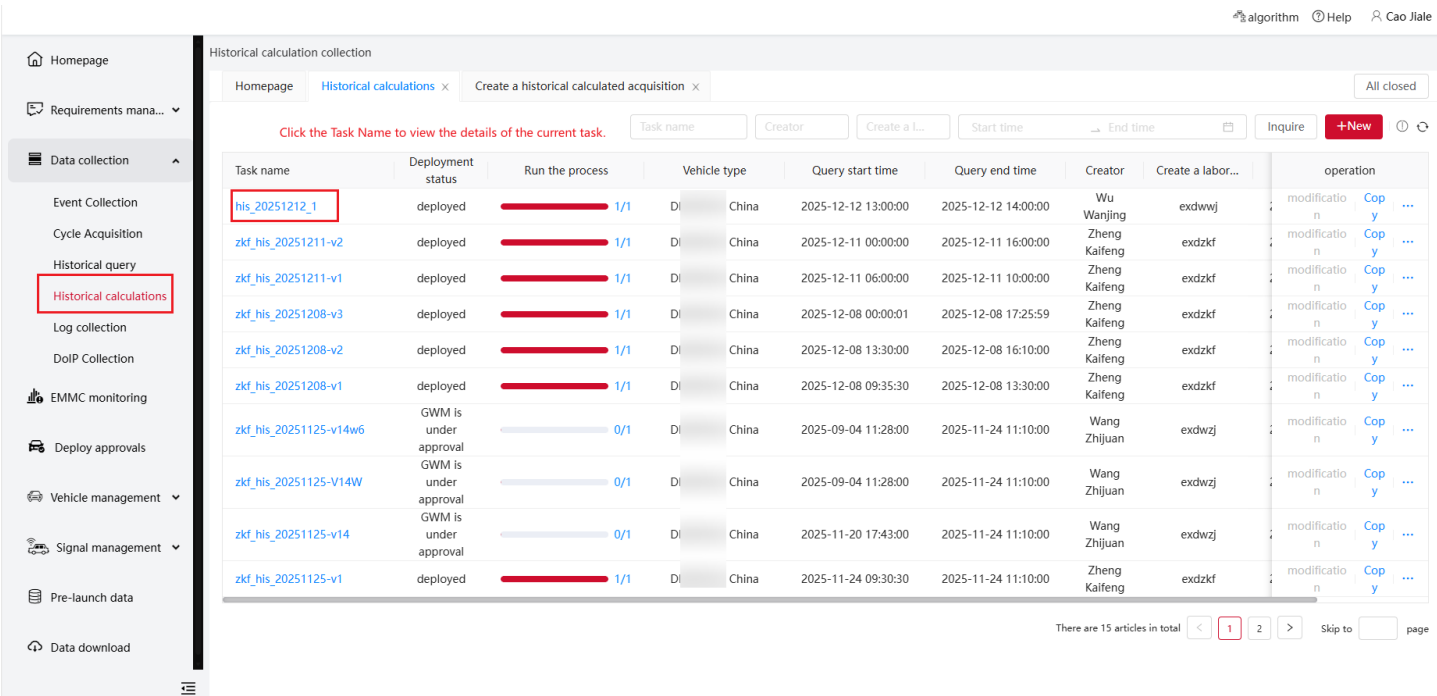 algorithm Help Cao Jiale
Homepage
Requirements mana...
Data collection
Event Collection
Cycle Acquisition
Historical query
Historical calculations
Log collection
DoIP Collection
EMMC monitoring
Deploy approvals
Vehicle management
Signal management
Pre-launch data
Data download
Historical calculation collection
Homepage Historical calculations × Create a historical calculated acquisition × All closed
Click the Task Name to view the details of the current task. Task name Creator Create a l... Start time → End time Inquire +New
Task name Deployment status Run the process Vehicle type Query start time Query end time Creator Create a labor... operation
his_20251212_1 deployed 1/1 China 2025-12-12 13:00:00 2025-12-12 14:00:00 Wu Wanjing exdwwj modification Copy ...
zkf_his_20251211-v2 deployed 1/1 China 2025-12-11 00:00:00 2025-12-11 16:00:00 Zheng Kaifeng exdzkf modification Copy ...
zkf_his_20251211-v1 deployed 1/1 China 2025-12-11 06:00:00 2025-12-11 10:00:00 Zheng Kaifeng exdzkf modification Copy ...
zkf_his_20251208-v3 deployed 1/1 China 2025-12-08 00:00:01 2025-12-08 17:25:59 Zheng Kaifeng exdzkf modification Copy ...
zkf_his_20251208-v2 deployed 1/1 China 2025-12-08 13:30:00 2025-12-08 16:10:00 Zheng Kaifeng exdzkf modification Copy ...
zkf_his_20251208-v1 deployed 1/1 China 2025-12-08 09:35:30 2025-12-08 13:30:00 Zheng Kaifeng exdzkf modification Copy ...
zkf_his_20251125-v14w6 GWM is under approval 0/1 China 2025-09-04 11:28:00 2025-11-24 11:10:00 Wang Zhijuan exdwzj modification Copy ...
zkf_his_20251125-V14W GWM is under approval 0/1 China 2025-09-04 11:28:00 2025-11-24 11:10:00 Wang Zhijuan exdwzj modification Copy ...
zkf_his_20251125-v14 GWM is under approval 0/1 China 2025-11-20 17:43:00 2025-11-24 11:10:00 Wang Zhijuan exdwzj modification Copy ...
zkf_his_20251125-v1 deployed 1/1 China 2025-11-24 09:30:30 2025-11-24 11:10:00 Zheng Kaifeng exdzkf modification Copy ...
There are 15 articles in total < 1 2 > Skip to page